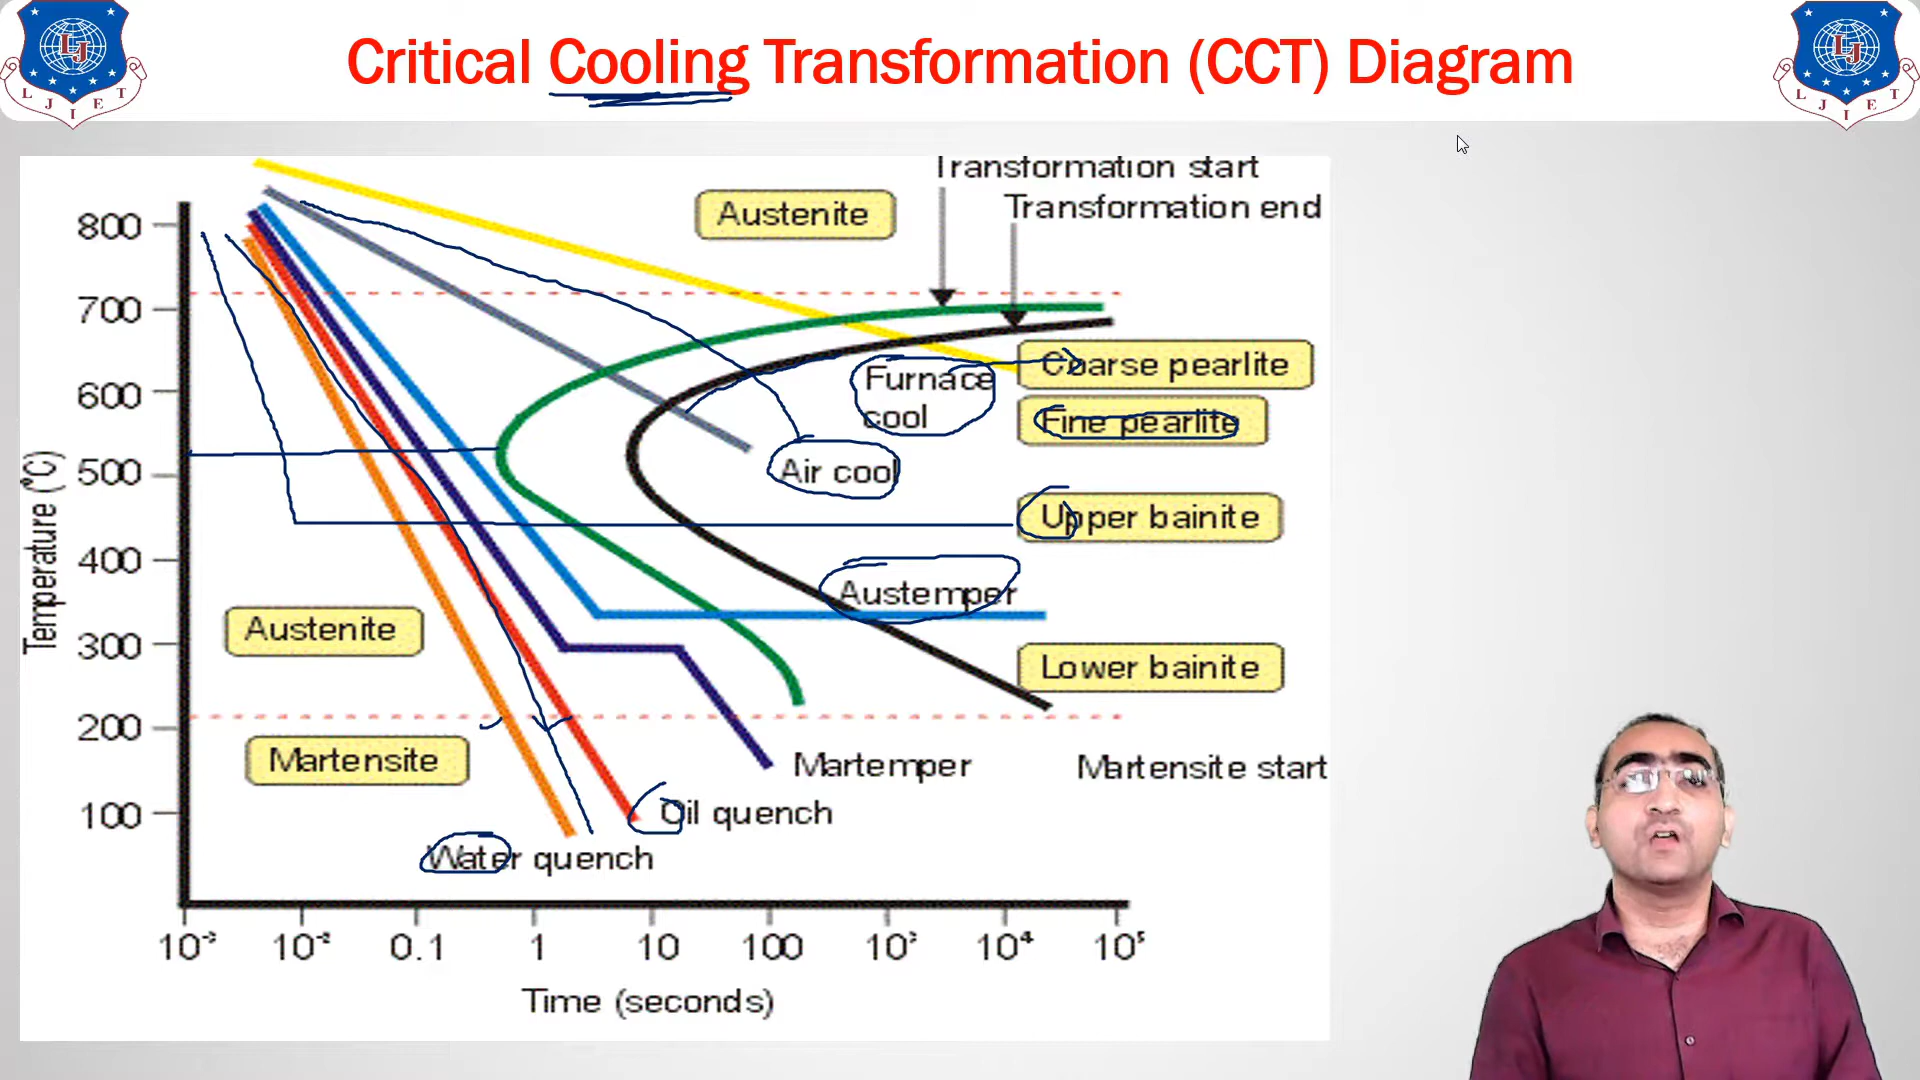 Critical Cooling Transformation (CCT) Diagram
LJ
L J I E T
LJ
L J I E T
Transformation start
Transformation end
Austenite
800
700
600
500
400
300
200
100
Temperature (°C)
Furnace
cool
Coarse pearlite
Fine pearlite
Air cool
Upper bainite
Austemper
Austenite
Lower bainite
Martensite
Martemper
Martensite start
Oil quench
Water quench
10⁻³ 10⁻² 0.1 1 10 100 10³ 10⁴ 10⁵
Time (seconds)